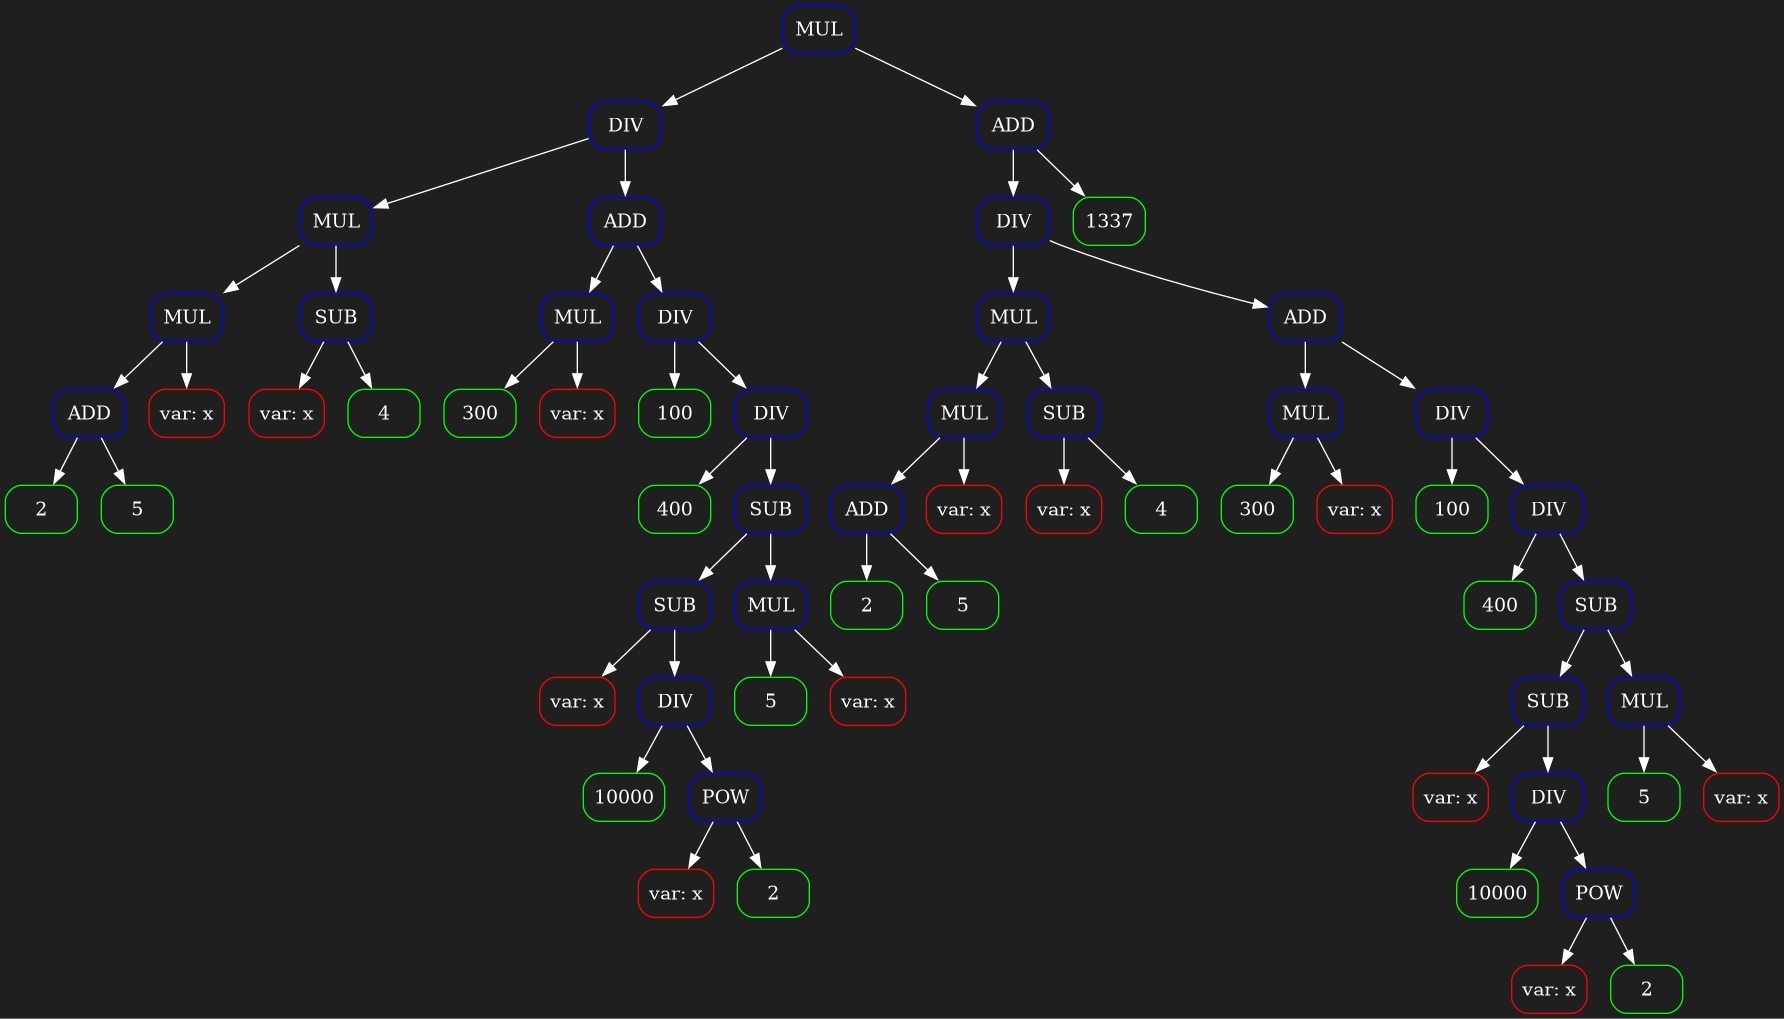 MUL
DIV
ADD
MUL
ADD
DIV
1337
MUL
SUB
MUL
DIV
MUL
ADD
ADD
var: x
var: x
4
300
var: x
100
DIV
MUL
SUB
MUL
DIV
2
5
400
SUB
ADD
var: x
var: x
4
300
var: x
100
DIV
SUB
MUL
2
5
400
SUB
var: x
DIV
5
var: x
SUB
MUL
10000
POW
var: x
DIV
5
var: x
var: x
2
10000
POW
var: x
2